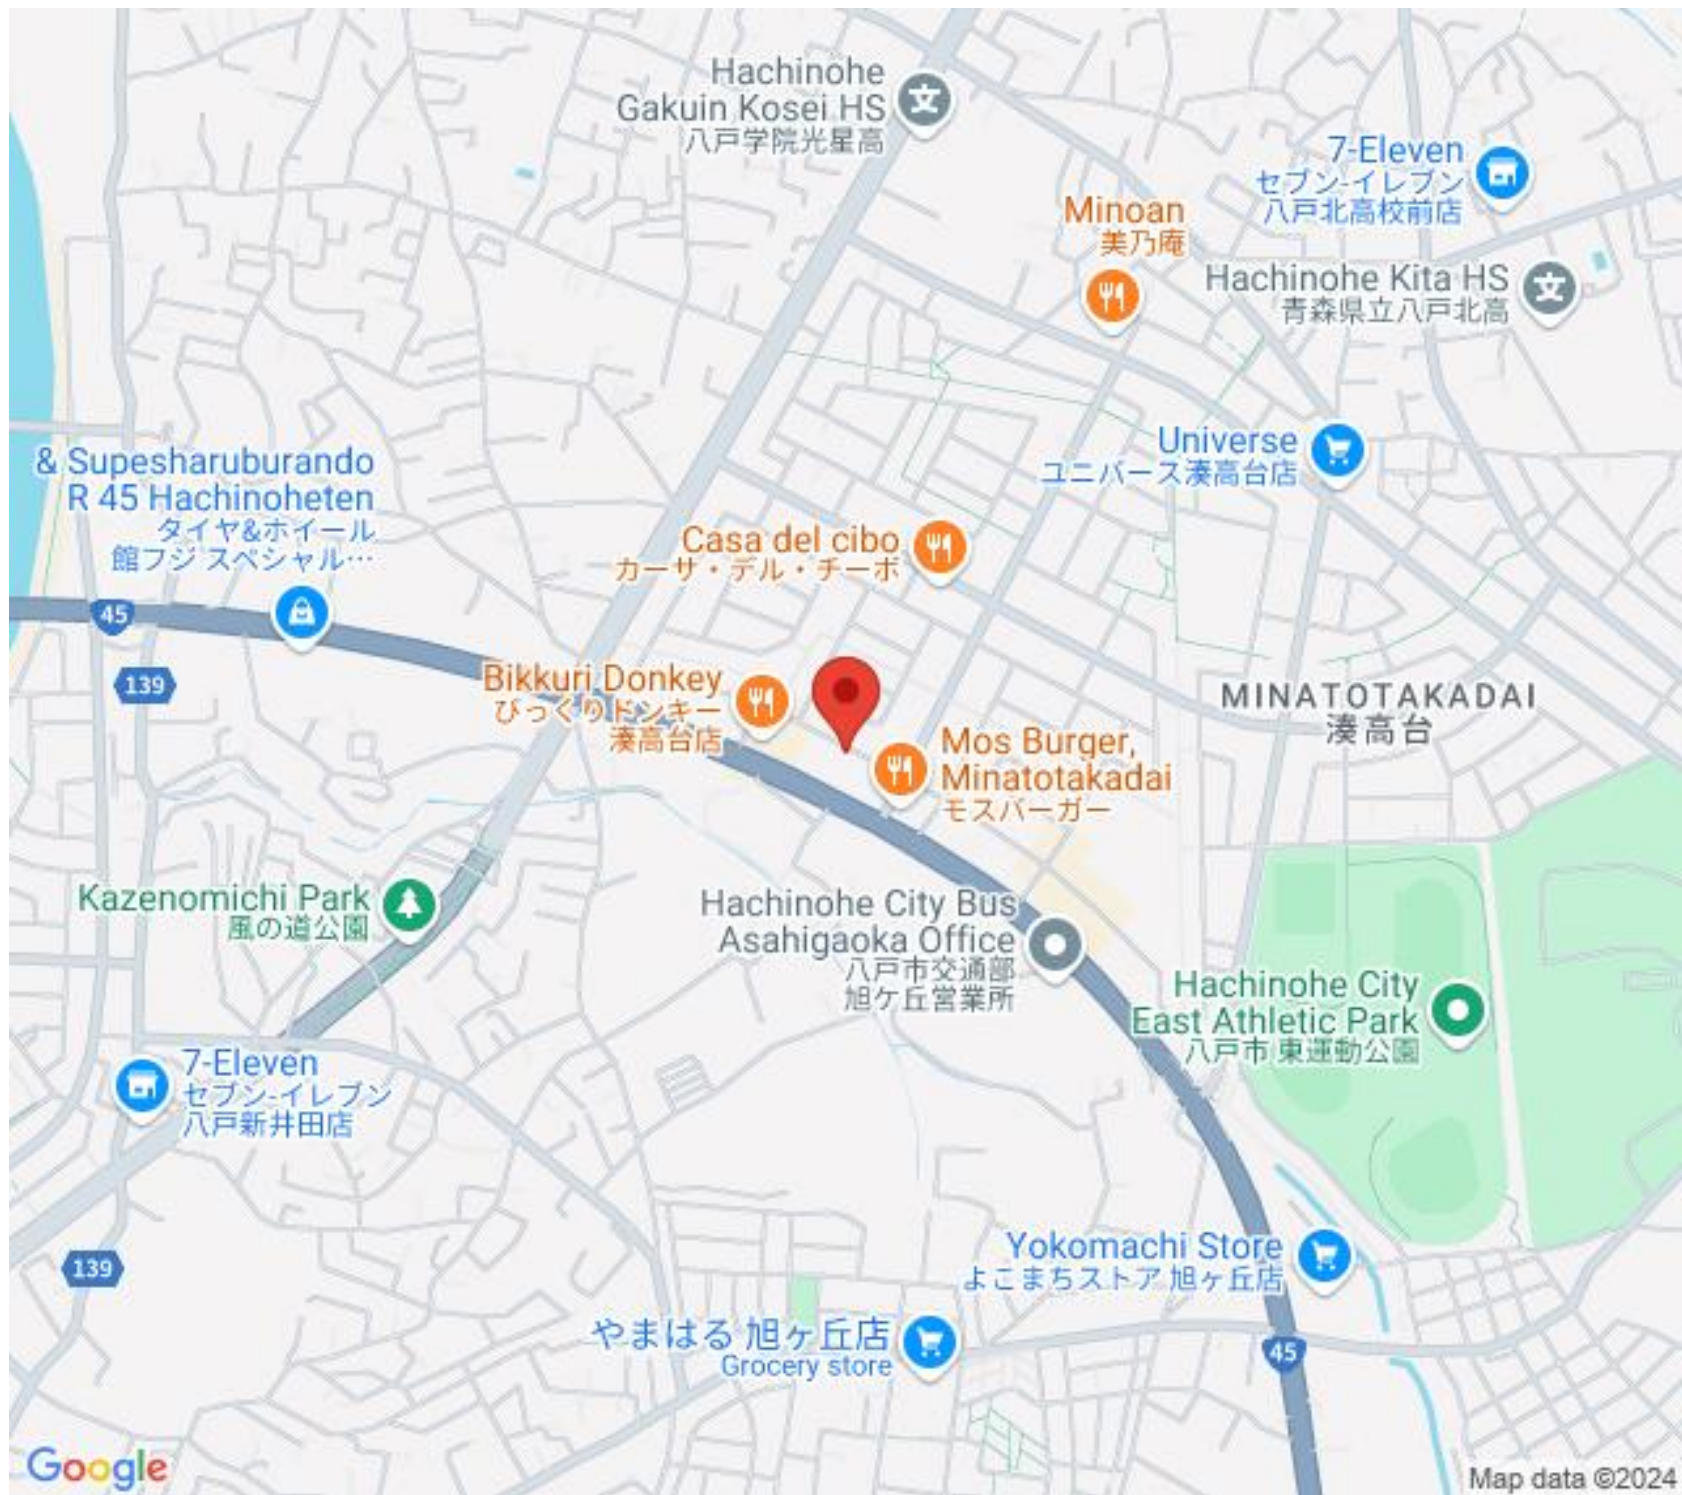 Hachinohe
Gakuin Kosei HS
八戸学院光星高
7-Eleven
セブン-イレブン
八戸北高校前店
Minoan
美乃庵
Hachinohe Kita HS
青森県立八戸北高
& Supesharuburando
R 45 Hachinoheten
タイヤ&ホイール
館フジ スペシャル…
Universe
ユニバース湊高台店
Casa del cibo
カーサ・デル・チーボ
45
139
Bikkuri Donkey
びっくりドンキー
湊高台店
MINATOTAKADAI
湊高台
Mos Burger,
Minatotakadai
モスバーガー
Kazenomichi Park
風の道公園
Hachinohe City Bus
Asahigaoka Office
八戸市交通部
旭ケ丘営業所
Hachinohe City
East Athletic Park
八戸市 東運動公園
7-Eleven
セブン-イレブン
八戸新井田店
139
Yokomachi Store
よこまちストア 旭ヶ丘店
やまはる 旭ヶ丘店
Grocery store
45
Google
Map data ©2024
文
文